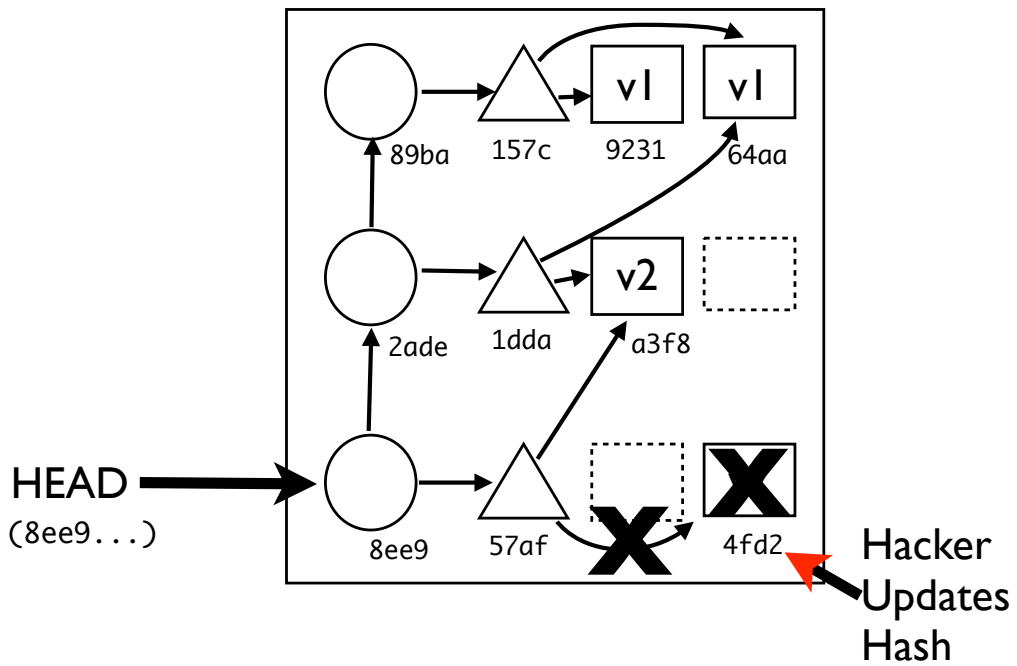 v1
v1
89ba
157c
9231
64aa
v2
2ade
1dda
a3f8
HEAD
(8ee9...)
X
X
8ee9
57af
4fd2
Hacker
Updates
Hash